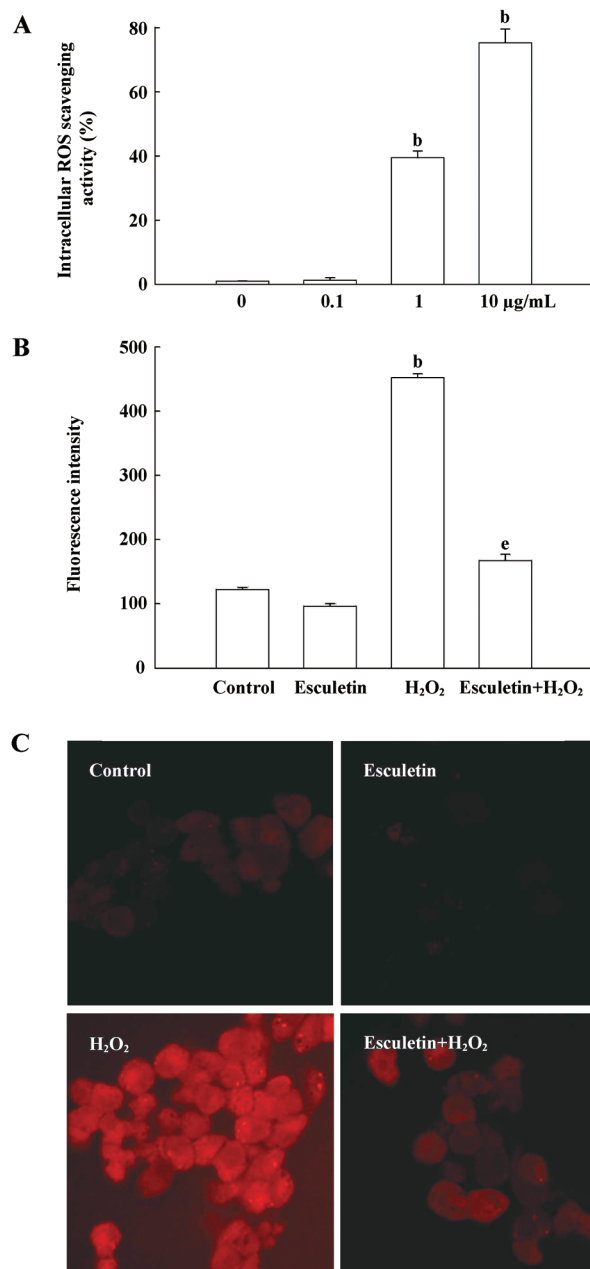 A
Intracellular ROS scavenging
activity (%)
80
60
40
20
0
b
b
0 0.1 1 10 µg/mL
B
Fluorescence intensity
500
400
300
200
100
0
b
e
Control Esculetin H₂O₂ Esculetin+H₂O₂
C
Control
Esculetin
H₂O₂
Esculetin+H₂O₂